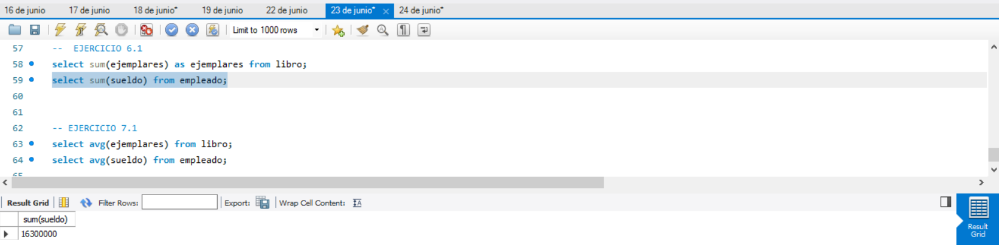 16 de junio 17 de junio 18 de junio* 19 de junio 22 de junio 23 de junio* × 24 de junio*
Limit to 1000 rows
57 -- EJERCICIO 6.1
58 select sum(ejemplares) as ejemplares from libro;
59 select sum(sueldo) from empleado;
60
61
62 -- EJERCICIO 7.1
63 select avg(ejemplares) from libro;
64 select avg(sueldo) from empleado;
65
Result Grid Filter Rows: Export: Wrap Cell Content: IA
sum(sueldo)
16300000
Result
Grid